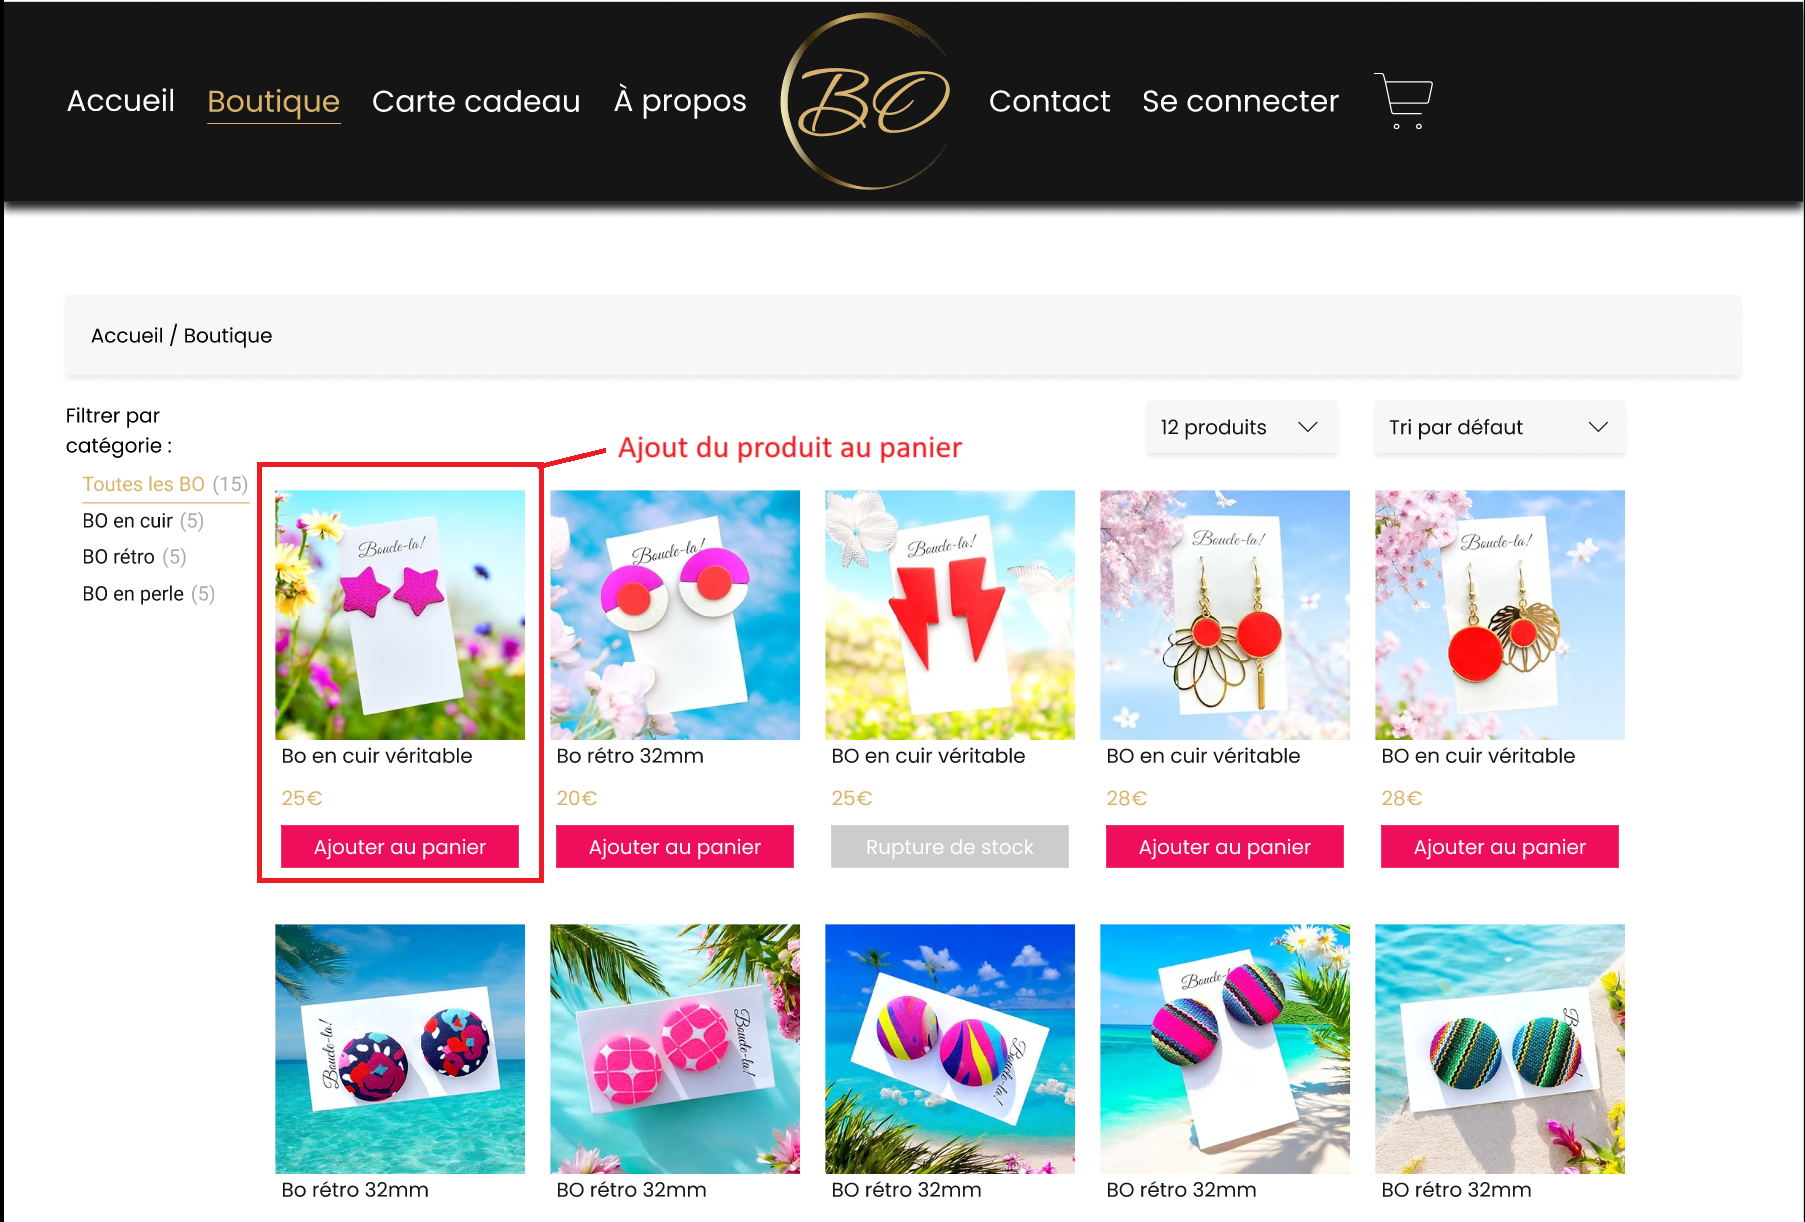 Accueil Boutique Carte cadeau À propos BO Contact Se connecter
Accueil / Boutique
Filtrer par
catégorie :
Toutes les BO (15)
BO en cuir (5)
BO rétro (5)
BO en perle (5)
12 produits
Tri par défaut
Ajout du produit au panier
Boucle-la!
Boucle-la!
Boucle-la!
Boucle-la!
Boucle-la!
Bo en cuir véritable
25€
Ajouter au panier
Bo rétro 32mm
20€
Ajouter au panier
BO en cuir véritable
25€
Rupture de stock
BO en cuir véritable
28€
Ajouter au panier
BO en cuir véritable
28€
Ajouter au panier
Boucle-la!
Boucle-la!
Boucle-la!
Bo rétro 32mm
BO rétro 32mm
BO rétro 32mm
BO rétro 32mm
BO rétro 32mm